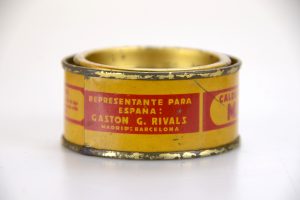 REPRESENTANTE PARA
ESPAÑA:
GASTON G. RIVALS
MADRID-BARCELONA